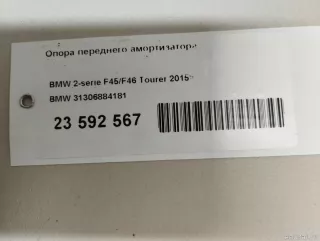 Опора переднего амортизатора
BMW 2-serie F45/F46 Tourer 2015>
BMW 31306884181
23 592 567